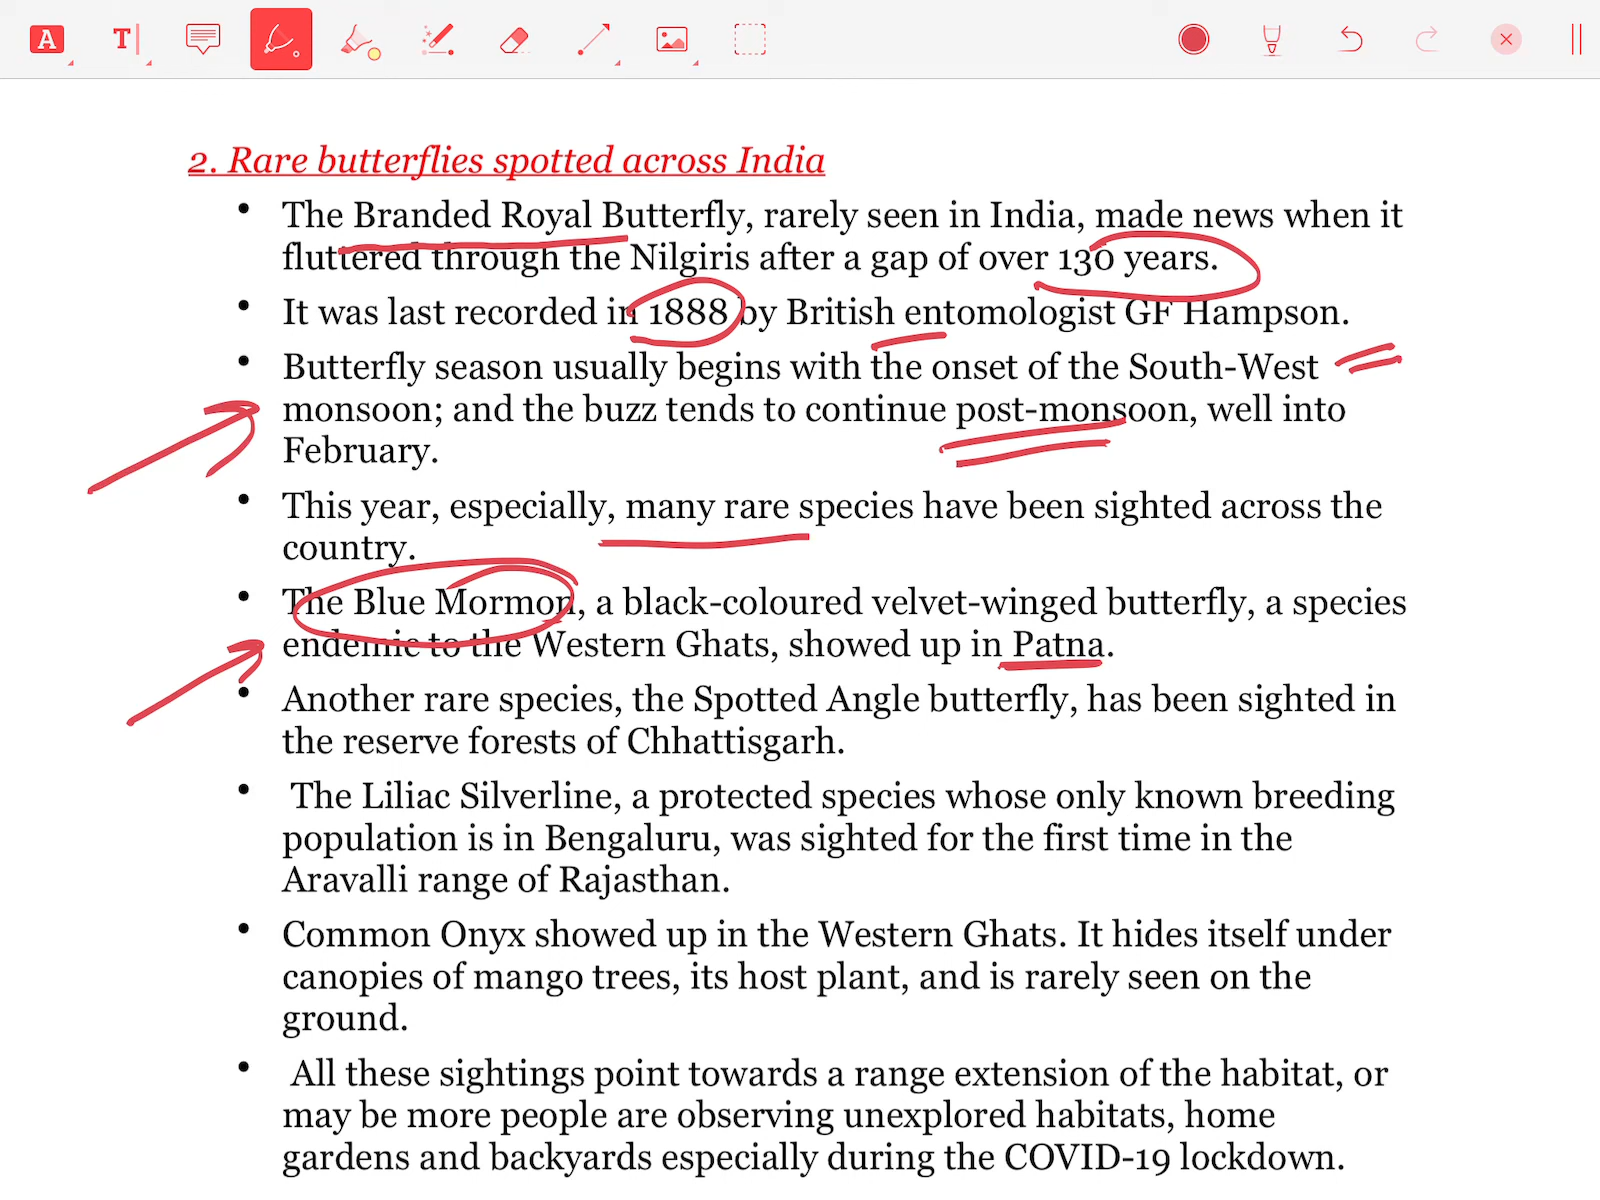 A
T
2. Rare butterflies spotted across India
• The Branded Royal Butterfly, rarely seen in India, made news when it
fluttered through the Nilgiris after a gap of over 130 years.
• It was last recorded in 1888 by British entomologist GF Hampson.
• Butterfly season usually begins with the onset of the South-West
monsoon; and the buzz tends to continue post-monsoon, well into
February.
• This year, especially, many rare species have been sighted across the
country.
• The Blue Mormon, a black-coloured velvet-winged butterfly, a species
endemic to the Western Ghats, showed up in Patna.
• Another rare species, the Spotted Angle butterfly, has been sighted in
the reserve forests of Chhattisgarh.
• The Liliac Silverline, a protected species whose only known breeding
population is in Bengaluru, was sighted for the first time in the
Aravalli range of Rajasthan.
• Common Onyx showed up in the Western Ghats. It hides itself under
canopies of mango trees, its host plant, and is rarely seen on the
ground.
• All these sightings point towards a range extension of the habitat, or
may be more people are observing unexplored habitats, home
gardens and backyards especially during the COVID-19 lockdown.